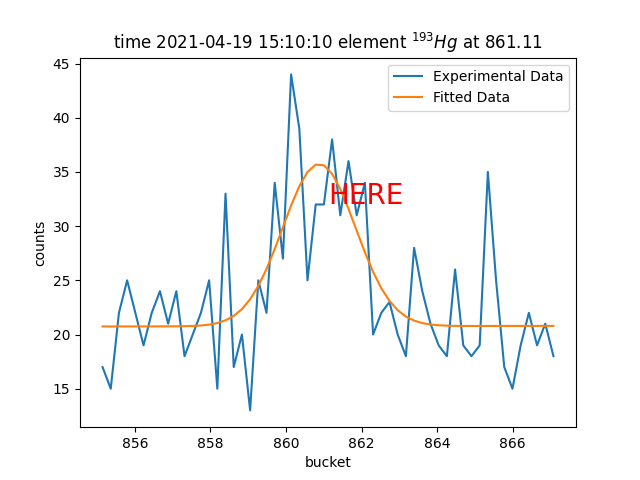 time 2021-04-19 15:10:10 element ¹⁹³Hg at 861.11
45
40
35
30
25
20
15
counts
Experimental Data
Fitted Data
HERE
856
858
860
862
864
866
bucket